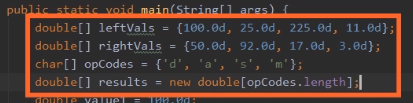 public static void main(String[] args) {
double[] leftVals = {100.0d, 25.0d, 225.0d, 11.0d};
double[] rightVals = {50.0d, 92.0d, 17.0d, 3.0d};
char[] opCodes = {'d', 'a', 's', 'm'};
double[] results = new double[opCodes.length];
double value1 = 100.0d;